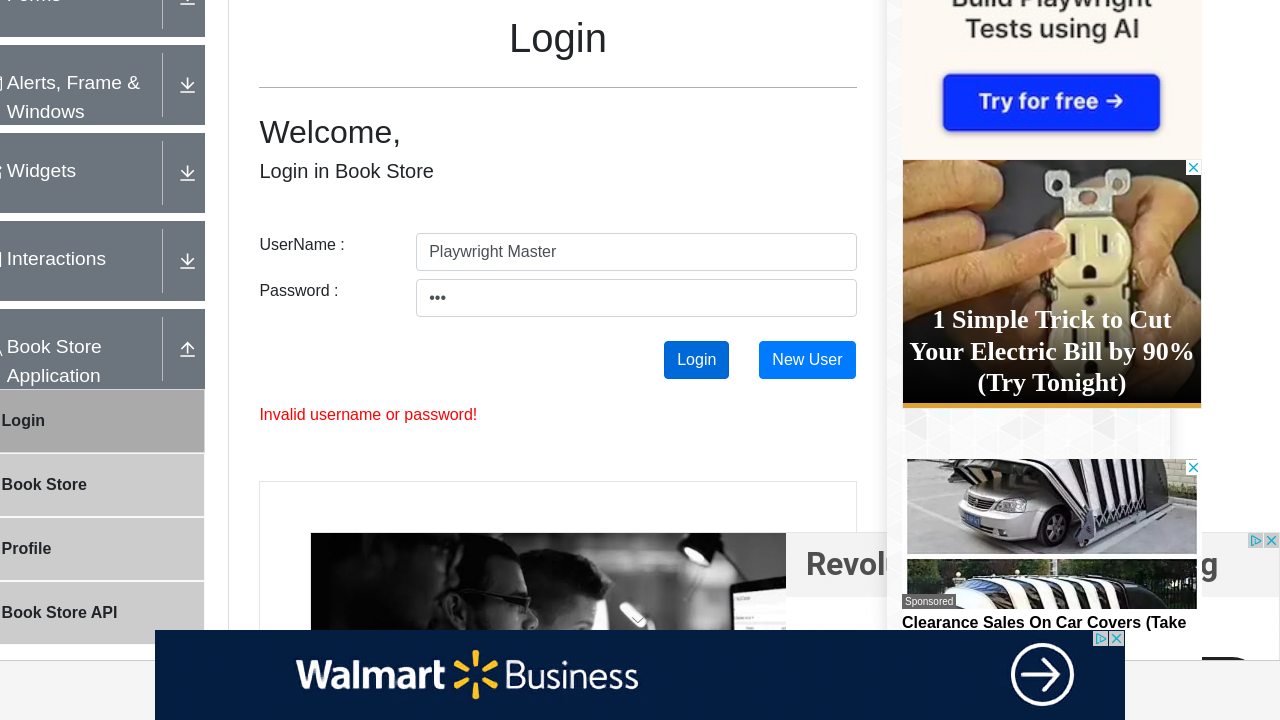 Build Playwright
Tests using AI
Try for free →
Login
Alerts, Frame &
Windows
Widgets
Interactions
Book Store
Application
Login
Book Store
Profile
Book Store API
Welcome,
Login in Book Store
UserName :
Playwright Master
Password :
•••
Login
New User
Invalid username or password!
1 Simple Trick to Cut
Your Electric Bill by 90%
(Try Tonight)
Sponsored
Clearance Sales On Car Covers (Take
Walmart Business